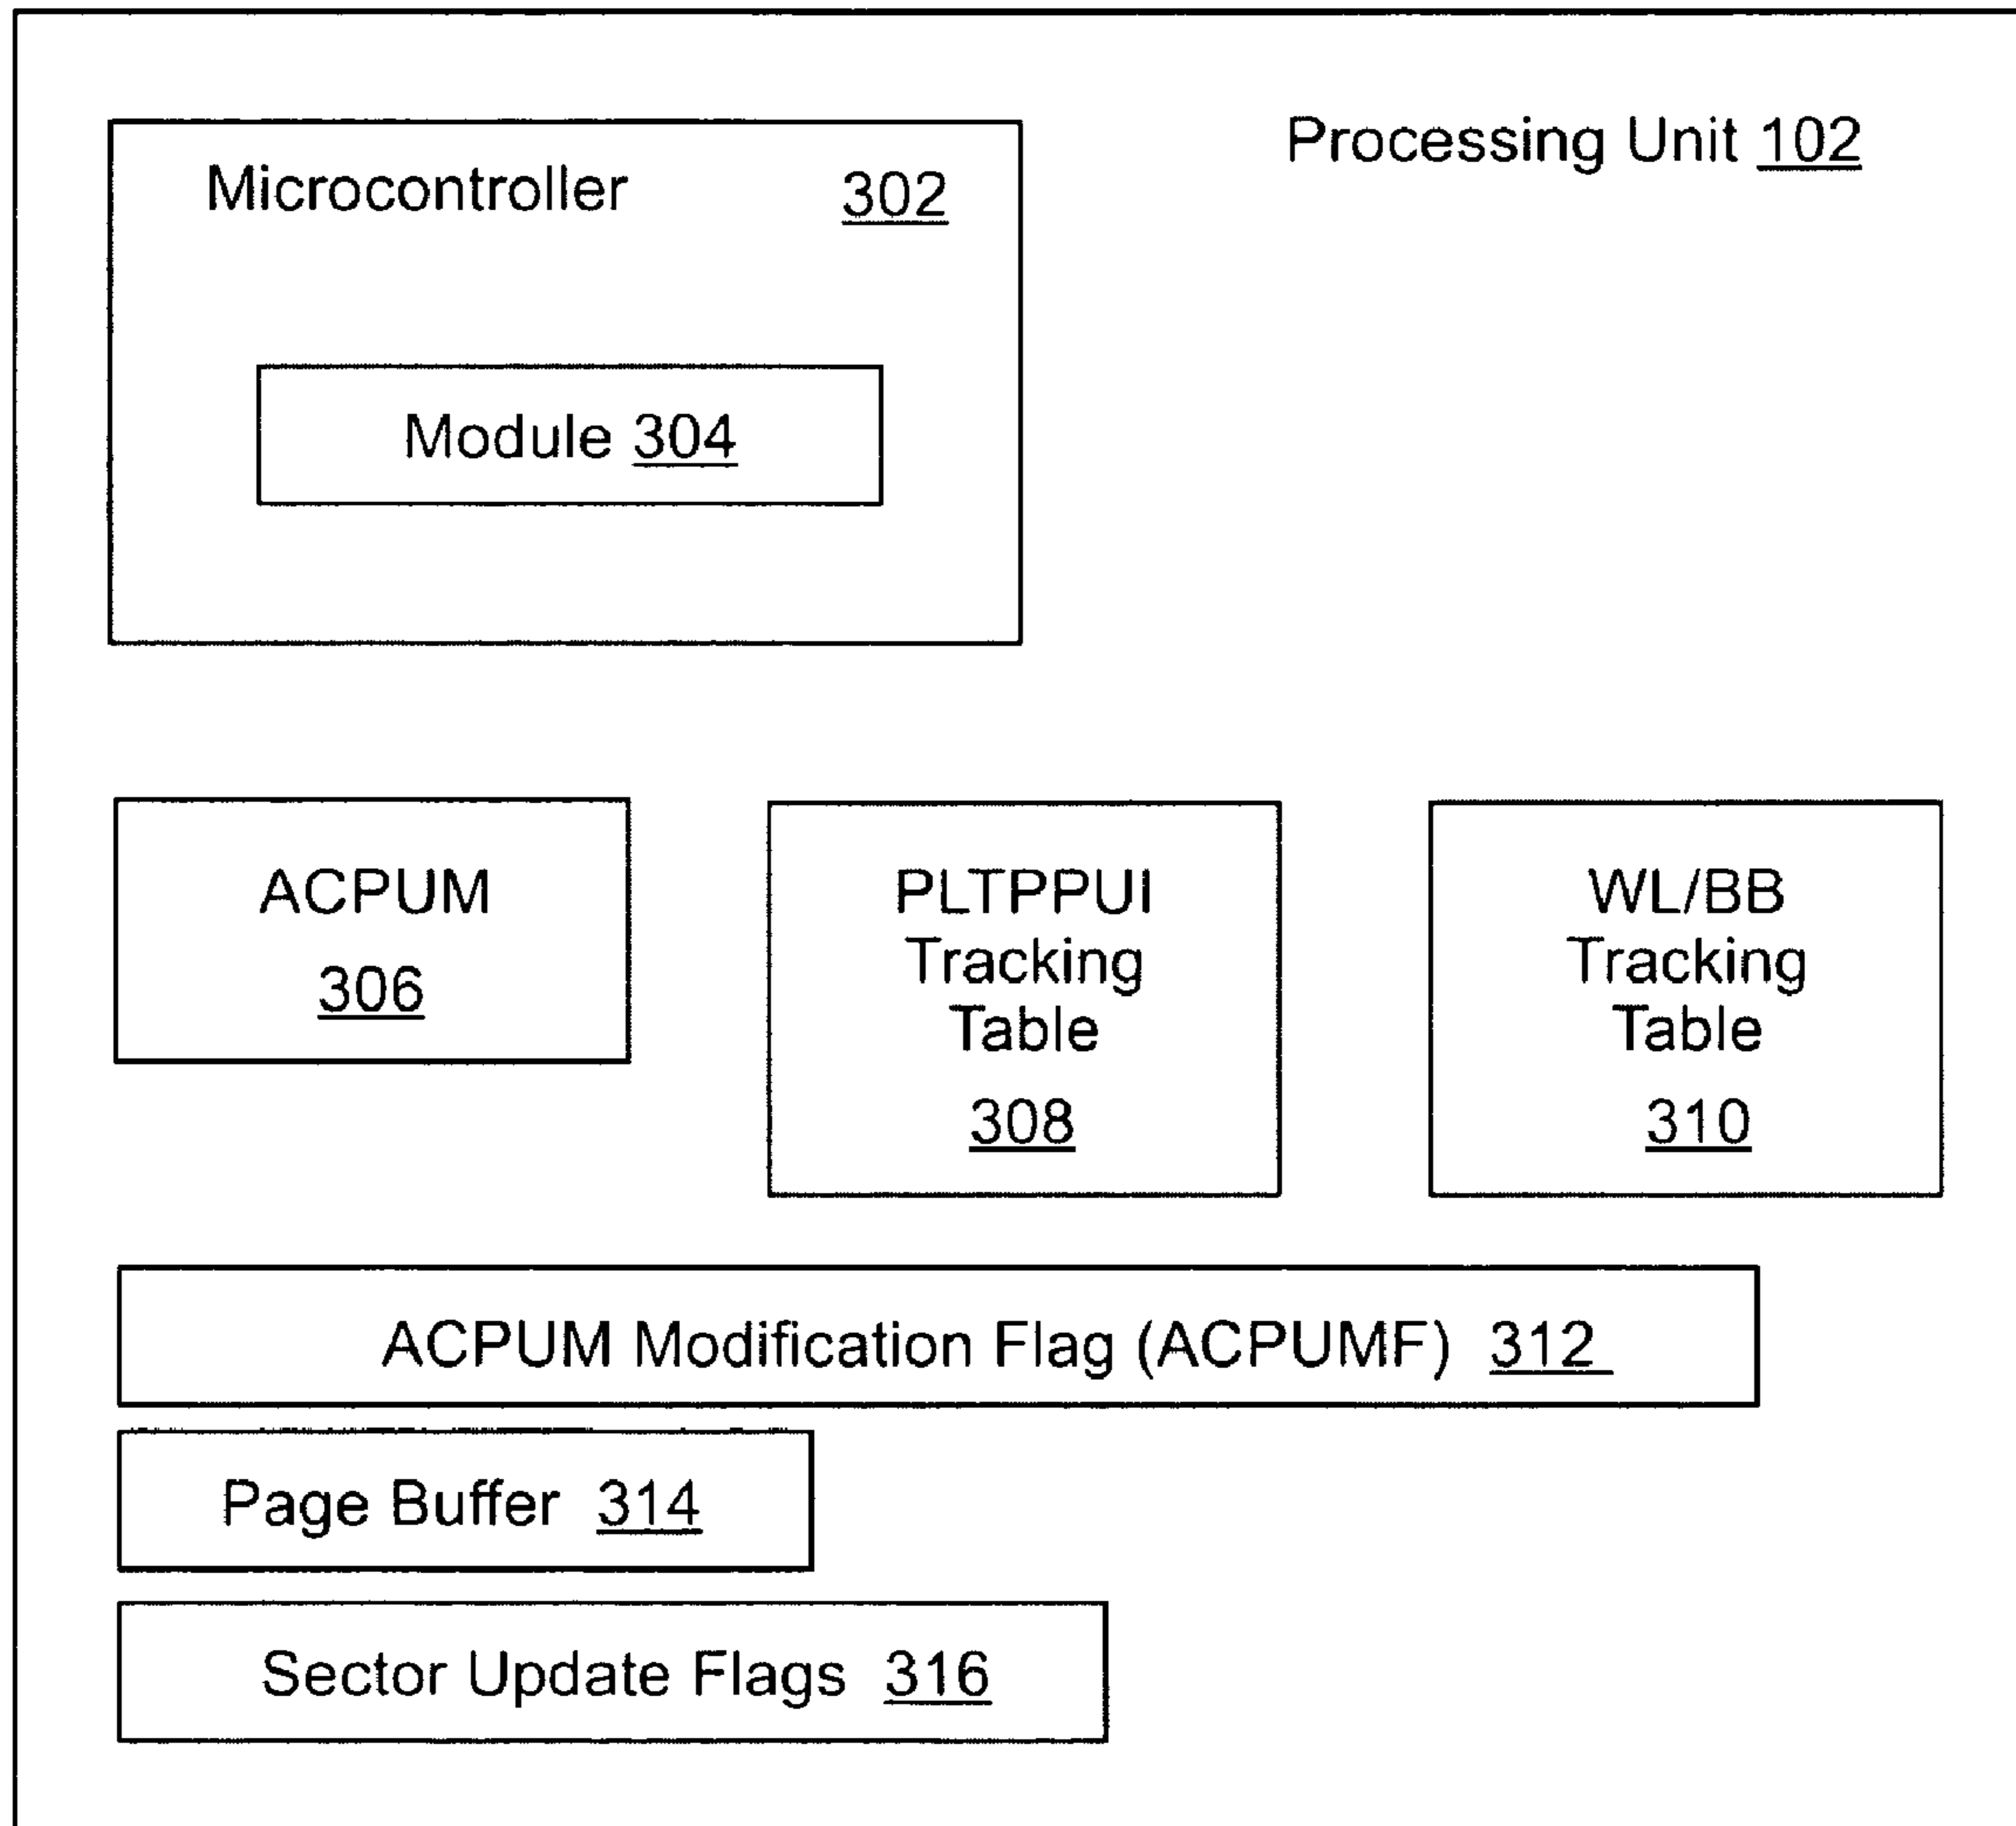 Processing Unit 102
Microcontroller 302
Module 304
ACPUM
306
PLTPPUI
Tracking
Table
308
WL/BB
Tracking
Table
310
ACPUM Modification Flag (ACPUMF) 312
Page Buffer 314
Sector Update Flags 316